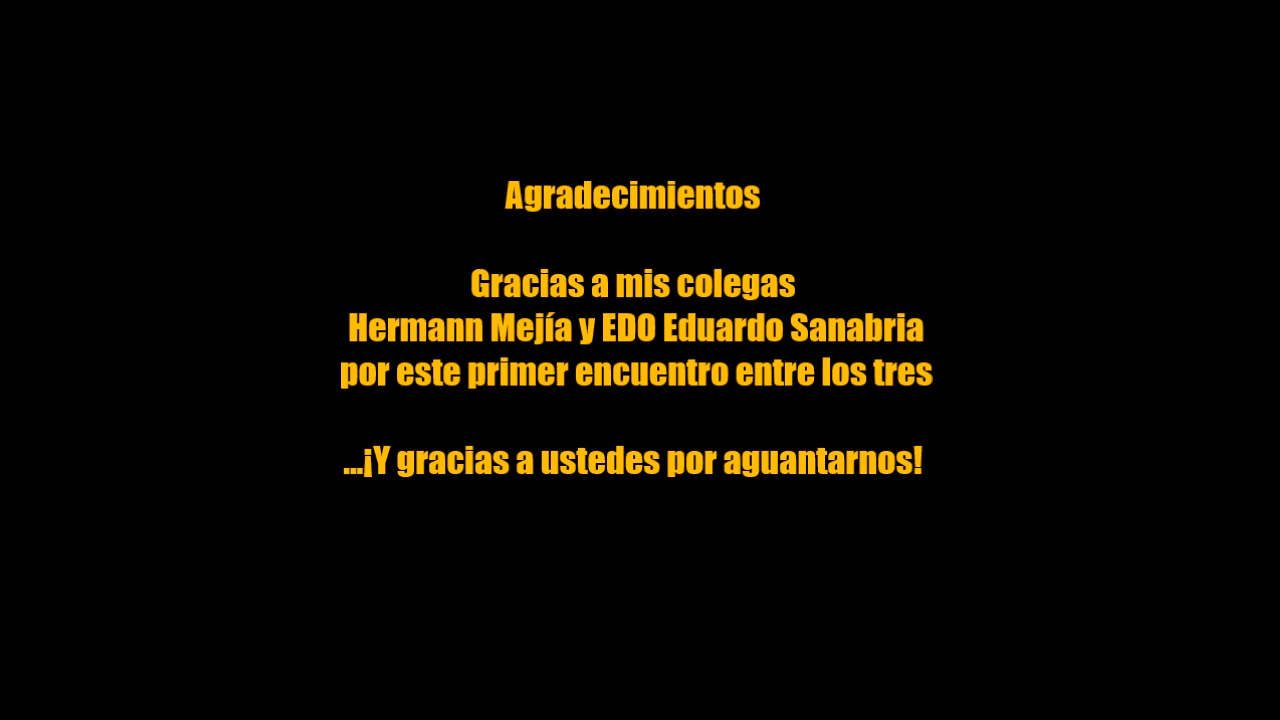 Agradecimientos
Gracias a mis colegas
Hermann Mejía y EDO Eduardo Sanabria
por este primer encuentro entre los tres
...¡Y gracias a ustedes por aguantarnos!